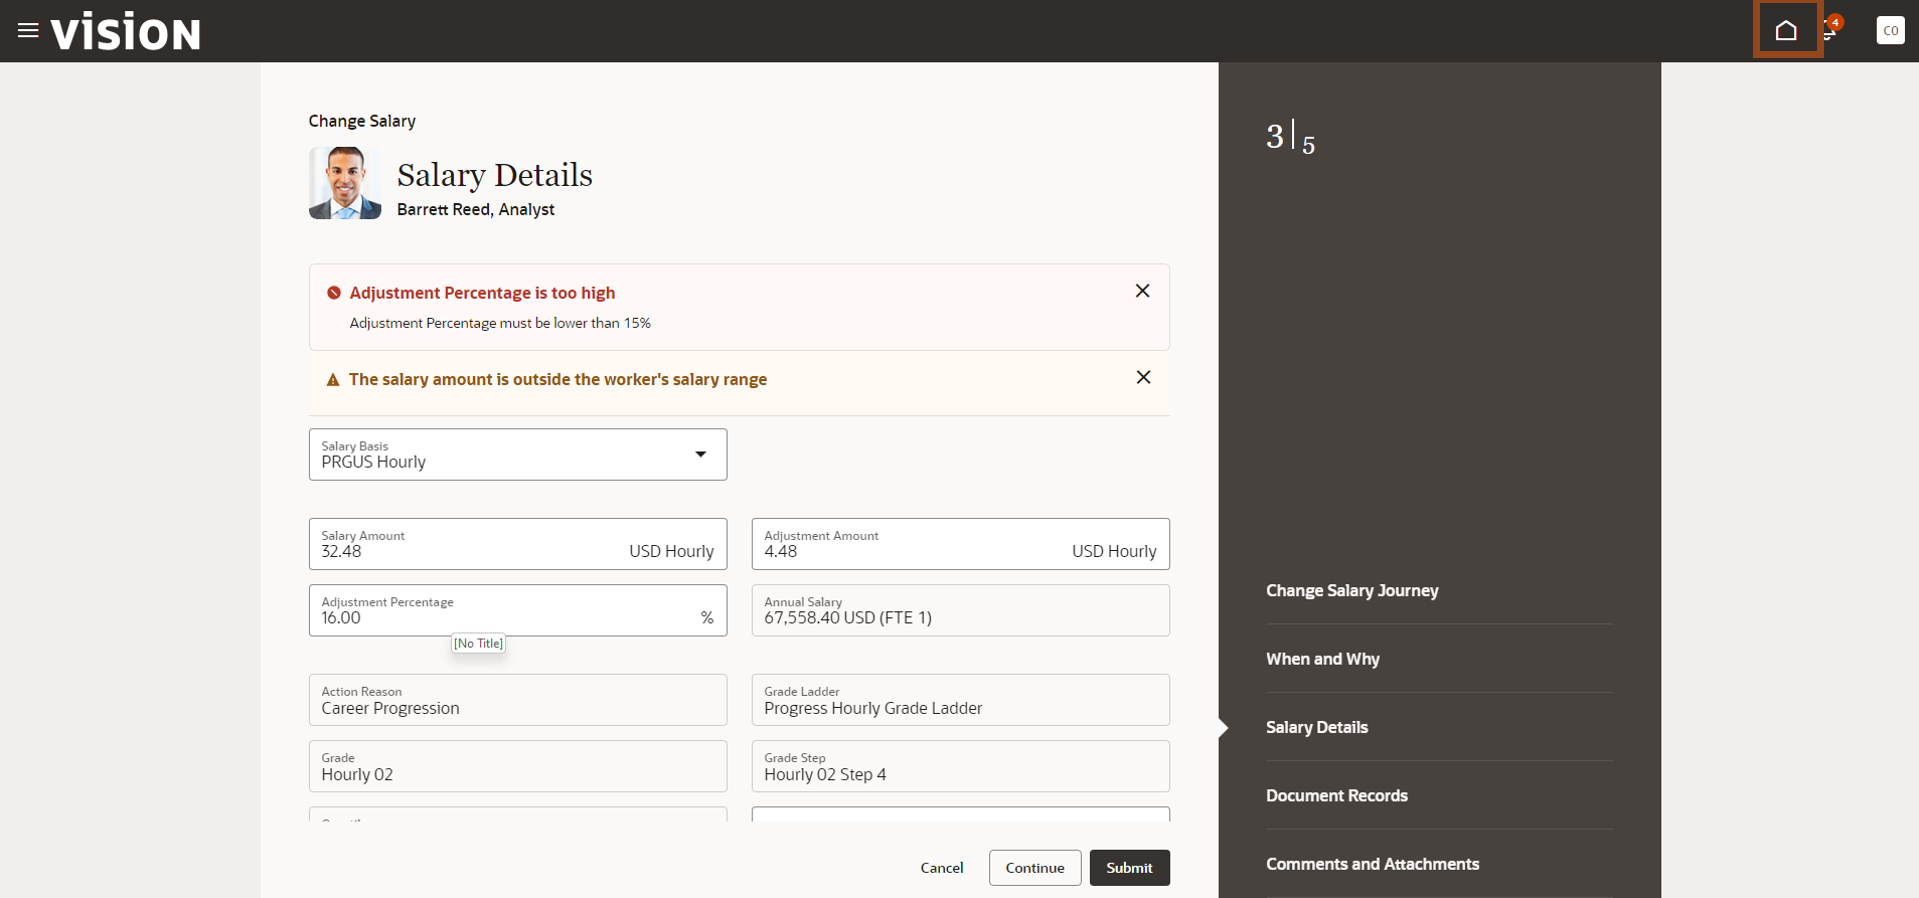 vision
4
CO
Change Salary
Salary Details
Barrett Reed, Analyst
3 | 5
Adjustment Percentage is too high
Adjustment Percentage must be lower than 15%
The salary amount is outside the worker's salary range
Salary Basis
PRGUS Hourly
Salary Amount
32.48 USD Hourly
Adjustment Amount
4.48 USD Hourly
Adjustment Percentage
16.00 %
[No Title]
Annual Salary
67,558.40 USD (FTE 1)
Action Reason
Career Progression
Grade Ladder
Progress Hourly Grade Ladder
Grade
Hourly 02
Grade Step
Hourly 02 Step 4
Cancel
Continue
Submit
Change Salary Journey
When and Why
Salary Details
Document Records
Comments and Attachments